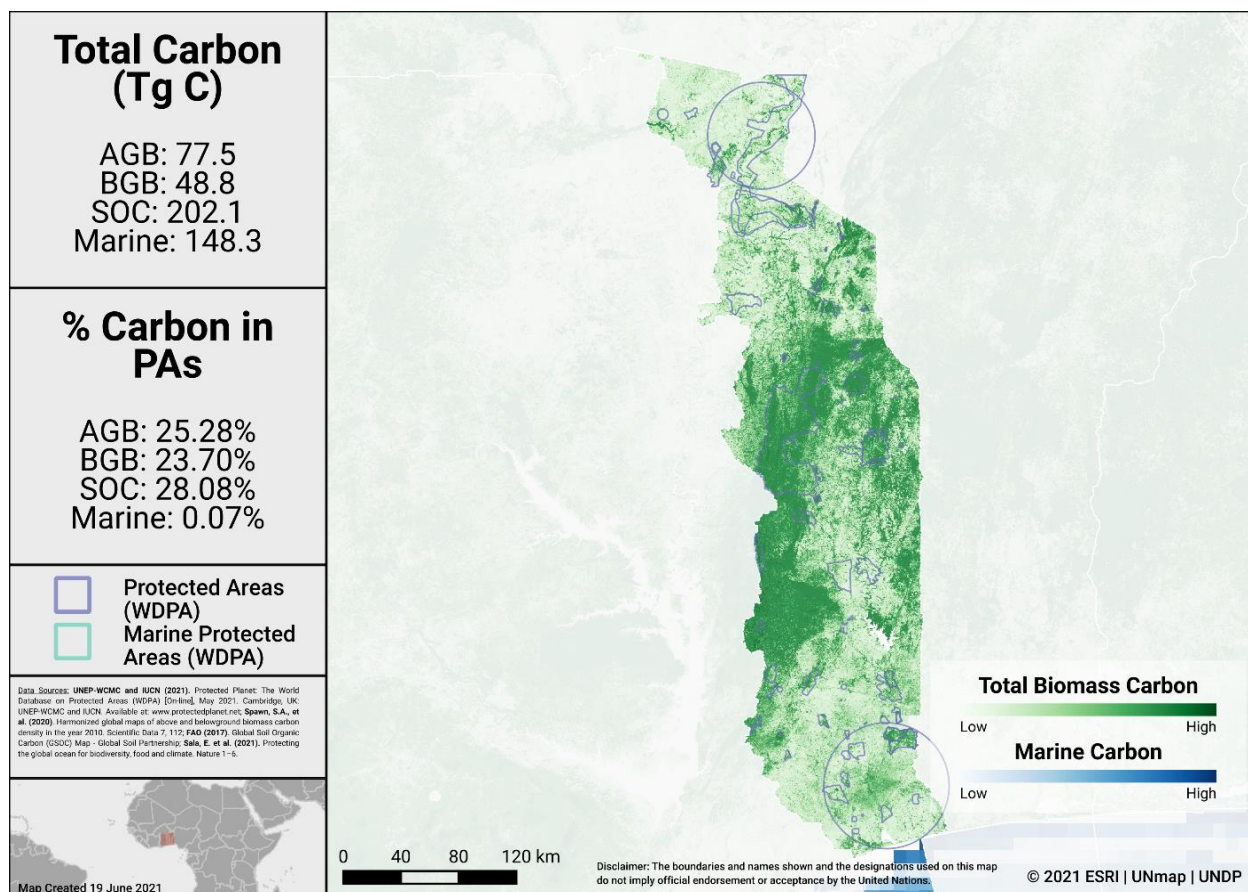 Total Carbon
(Tg C)
AGB: 77.5
BGB: 48.8
SOC: 202.1
Marine: 148.3
% Carbon in
PAs
AGB: 25.28%
BGB: 23.70%
SOC: 28.08%
Marine: 0.07%
Protected Areas
(WDPA)
Marine Protected
Areas (WDPA)
Data Sources: UNEP-WCMC and IUCN (2021). Protected Planet: The World
Database on Protected Areas (WDPA) [On-line], May 2021. Cambridge, UK:
UNEP-WCMC and IUCN. Available at: www.protectedplanet.net; Spawn, S.A., et
al. (2020). Harmonized global maps of above and belowground biomass carbon
density in the year 2010. Scientific Data 7, 112; FAO (2017). Global Soil Organic
Carbon (GSOC) Map - Global Soil Partnership; Sala, E. et al. (2021). Protecting
the global ocean for biodiversity, food and climate. Nature 1–6.
Map Created 19 June 2021
Total Biomass Carbon
Low High
Marine Carbon
Low High
0 40 80 120 km
Disclaimer: The boundaries and names shown and the designations used on this map
do not imply official endorsement or acceptance by the United Nations.
© 2021 ESRI | UNmap | UNDP